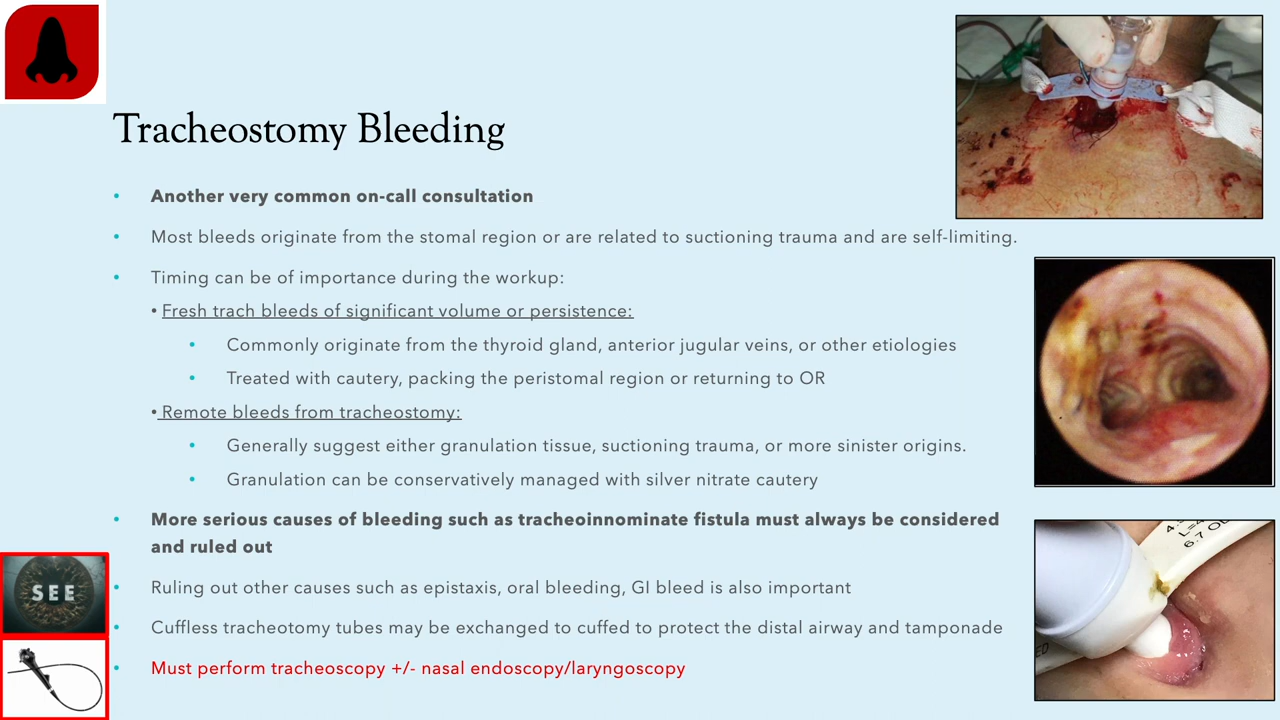 Tracheostomy Bleeding
• Another very common on-call consultation
• Most bleeds originate from the stomal region or are related to suctioning trauma and are self-limiting.
• Timing can be of importance during the workup:
• Fresh trach bleeds of significant volume or persistence:
• Commonly originate from the thyroid gland, anterior jugular veins, or other etiologies
• Treated with cautery, packing the peristomal region or returning to OR
• Remote bleeds from tracheostomy:
• Generally suggest either granulation tissue, suctioning trauma, or more sinister origins.
• Granulation can be conservatively managed with silver nitrate cautery
• More serious causes of bleeding such as tracheoinnominate fistula must always be considered
and ruled out
• Ruling out other causes such as epistaxis, oral bleeding, GI bleed is also important
• Cuffless tracheotomy tubes may be exchanged to cuffed to protect the distal airway and tamponade
• Must perform tracheoscopy +/- nasal endoscopy/laryngoscopy
SEE